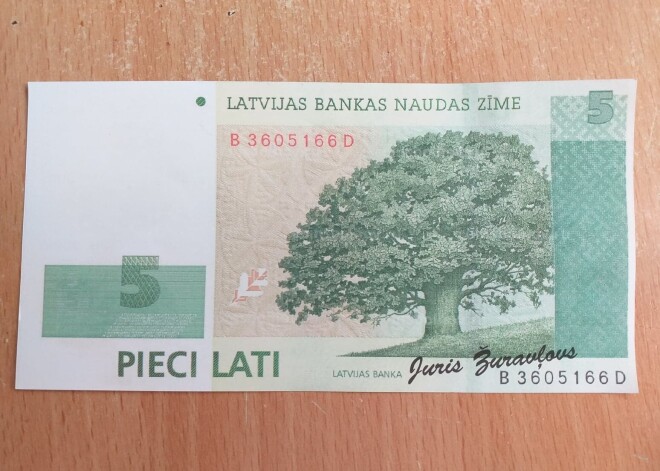 LATVIJAS BANKAS NAUDAS ZĪME
5
B 3605166 D
5
PIECI LATI
LATVIJAS BANKA Juris Žuravļovs
B 3605166 D